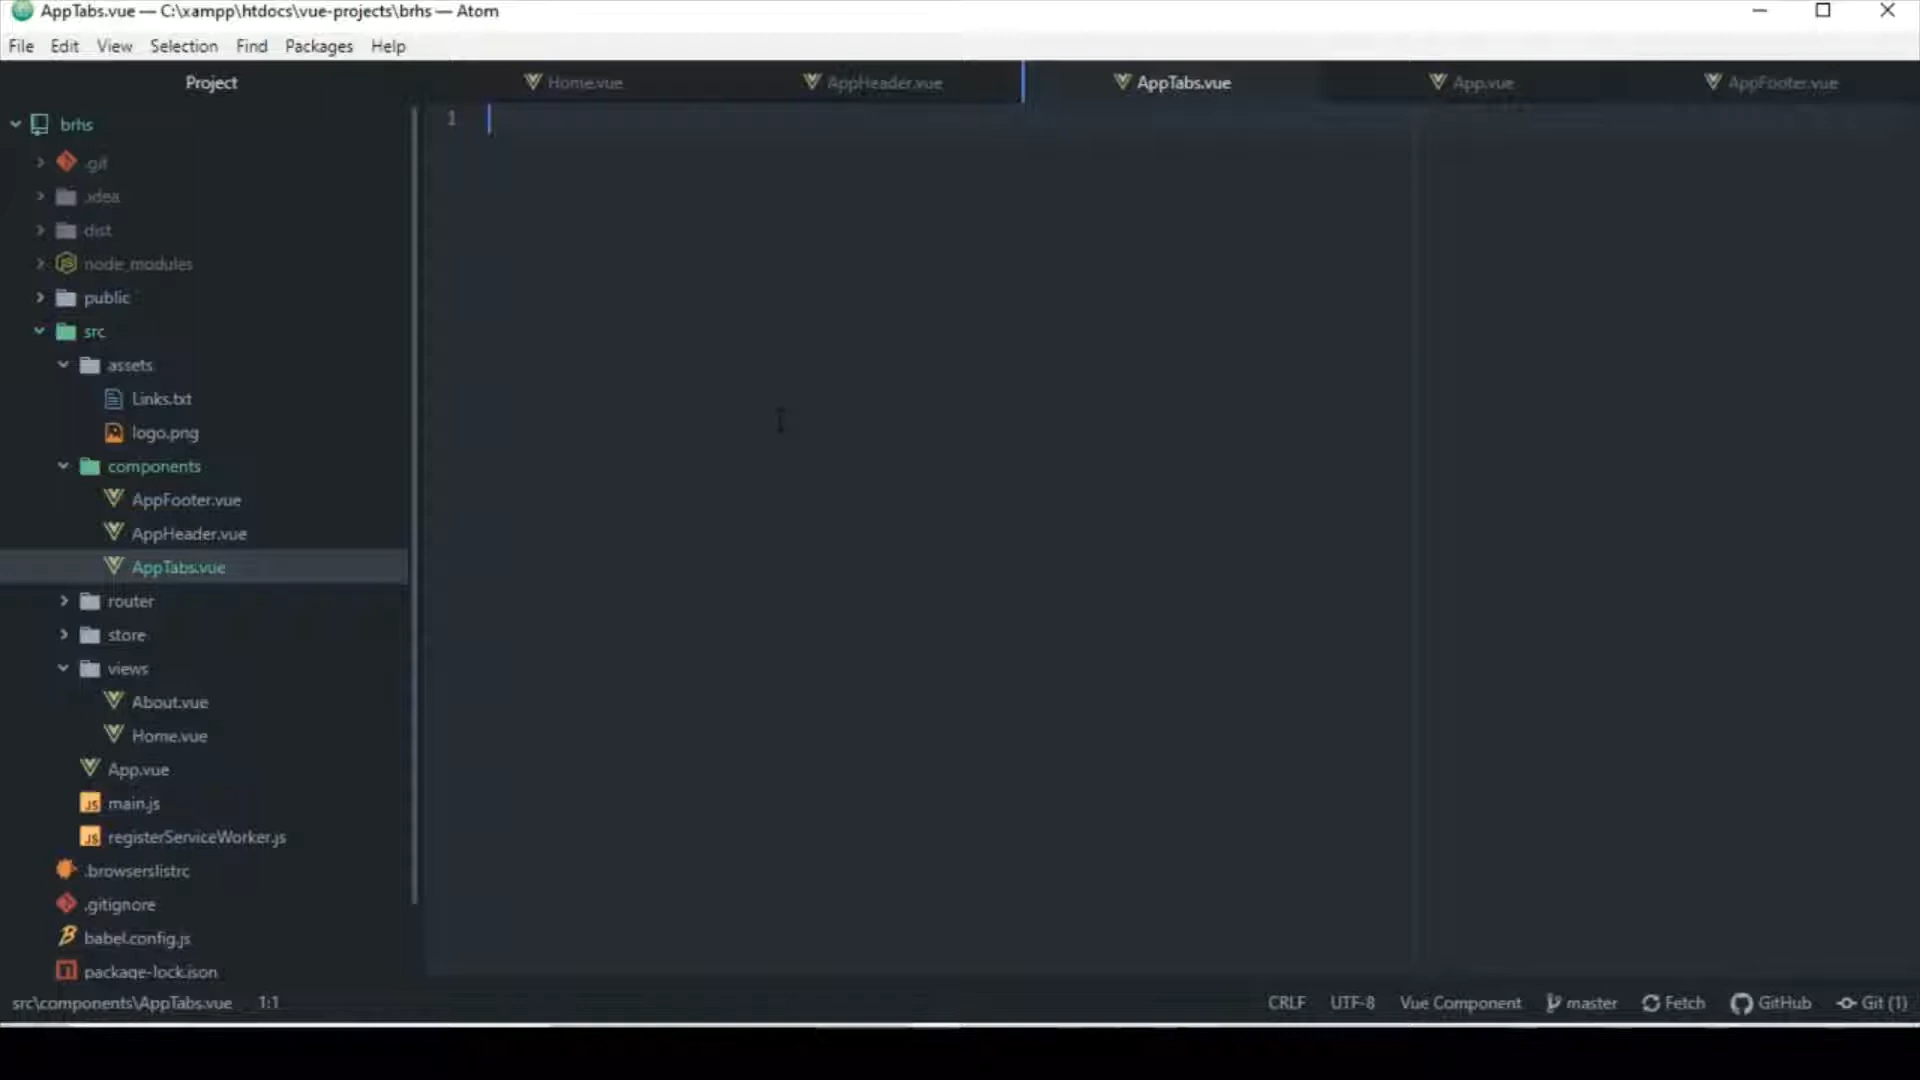 AppTabs.vue — C:\xampp\htdocs\vue-projects\brhs — Atom
File Edit View Selection Find Packages Help
Project
Home.vue AppHeader.vue AppTabs.vue App.vue AppFooter.vue
1
brhs
.git
.idea
dist
node_modules
public
src
assets
Links.txt
logo.png
components
AppFooter.vue
AppHeader.vue
AppTabs.vue
router
store
views
About.vue
Home.vue
App.vue
JS main.js
JS registerServiceWorker.js
.browserslistrc
.gitignore
babel.config.js
package-lock.json
src\components\AppTabs.vue 1:1 CRLF UTF-8 Vue Component master Fetch GitHub Git (1)